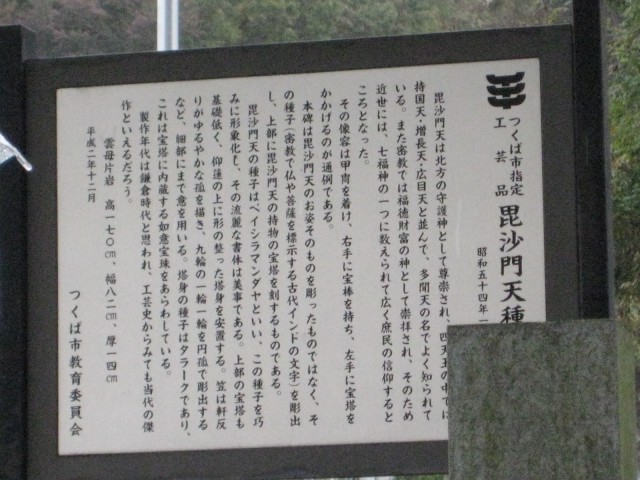 つくば市指定
工芸品 毘沙門天種
昭和五十四年一
毘沙門天は北方の守護神として尊崇され、四天王の中では
持国天・増長天・広目天と並んで、多聞天の名でよく知られて
いる。また密教では福徳財富の神として崇拝され、そのため
近世には、七福神の一つに数えられて広く庶民の信仰すると
ころとなった。
その像容は甲冑を着け、右手に宝棒を持ち、左手に宝塔を
かかげるのが通例である。
本碑は毘沙門天のお姿そのものを彫ったものではなく、そ
の種子(密教で仏や菩薩を標示する古代インドの文字)を彫出
し、上部に毘沙門天の持物の宝塔を刻するものである。
毘沙門天の種子はベイシラマンダヤといい、この種子を巧
みに形象化し、その流麗な書体は美事である。上部の宝塔も
基礎低く、仰蓮の上に形の整った塔身を安置する。笠は軒反
りがゆるやかな孤を描き、九輪の一輪一輪を円孤で彫出する
など、細部にまで意を用いる。塔身の種子はタラークであり、
これは宝塔に内蔵する如意宝珠をあらわしている。
製作年代は鎌倉時代と思われ、工芸史からみても当代の傑
作といえるだろう。
雲母片岩 高一七〇㎝、幅八二㎝、厚一四㎝
平成二年十二月
つくば市教育委員会